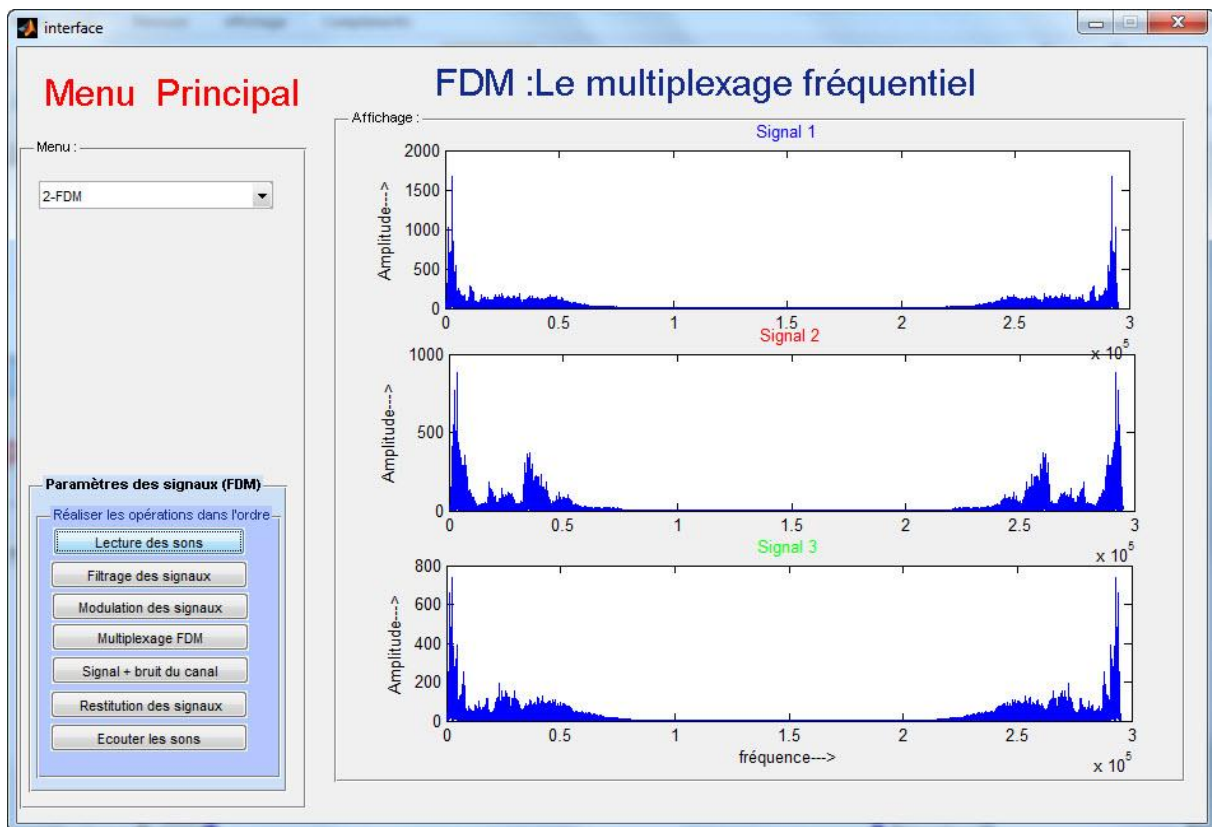 interface
Menu Principal
FDM :Le multiplexage fréquentiel
Menu :
2-FDM
Paramètres des signaux (FDM)
Réaliser les opérations dans l'ordre
Lecture des sons
Filtrage des signaux
Modulation des signaux
Multiplexage FDM
Signal + bruit du canal
Restitution des signaux
Ecouter les sons
Affichage :
Signal 1
Amplitude--->
2000
1500
1000
500
0
0 0.5 1 1.5 2 2.5 3
x 10^5
Signal 2
Amplitude--->
1000
500
0
0 0.5 1 1.5 2 2.5 3
x 10^5
Signal 3
Amplitude--->
800
600
400
200
0
0 0.5 1 1.5 2 2.5 3
fréquence--->
x 10^5